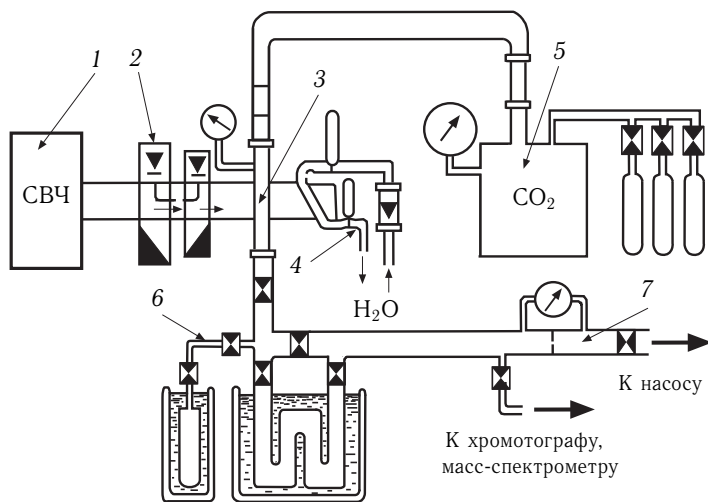 1
2
3
5
СВЧ
CO₂
4
H₂O
6
7
К насосу
К хромотографу,
масс-спектрометру